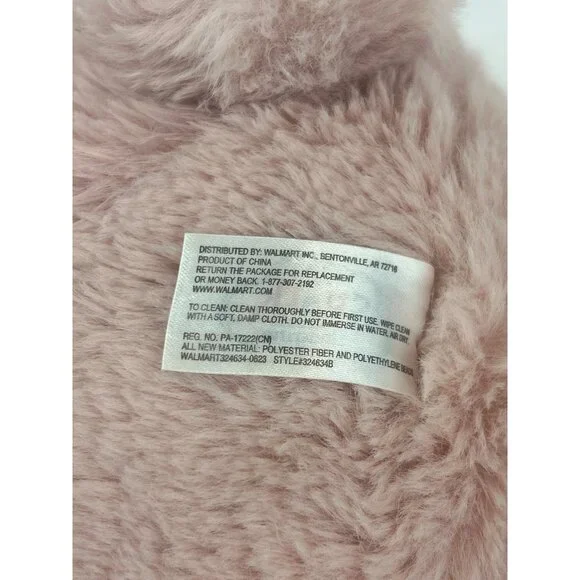 DISTRIBUTED BY: WALMART INC., BENTONVILLE, AR 72716
PRODUCT OF CHINA
RETURN THE PACKAGE FOR REPLACEMENT
OR MONEY BACK. 1-877-307-2192
WWW.WALMART.COM
TO CLEAN: CLEAN THOROUGHLY BEFORE FIRST USE. WIPE CLEAN
WITH A SOFT, DAMP CLOTH. DO NOT IMMERSE IN WATER. AIR DRY.
REG. NO. PA-17222(CN)
ALL NEW MATERIAL: POLYESTER FIBER AND POLYETHYLENE BEADS
WALMART324634-0623 STYLE#324634B